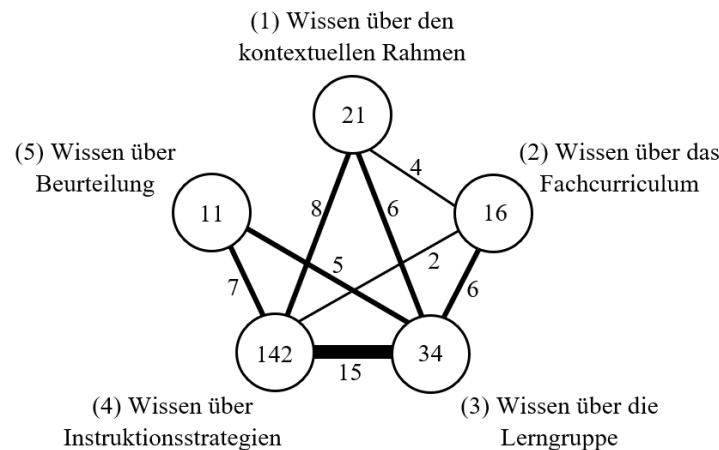 (1) Wissen über den
kontextuellen Rahmen
21
(5) Wissen über
Beurteilung
4
(2) Wissen über das
Fachcurriculum
11
8
6
16
5
2
7
6
142
15
34
(4) Wissen über
Instruktionsstrategien
(3) Wissen über die
Lerngruppe